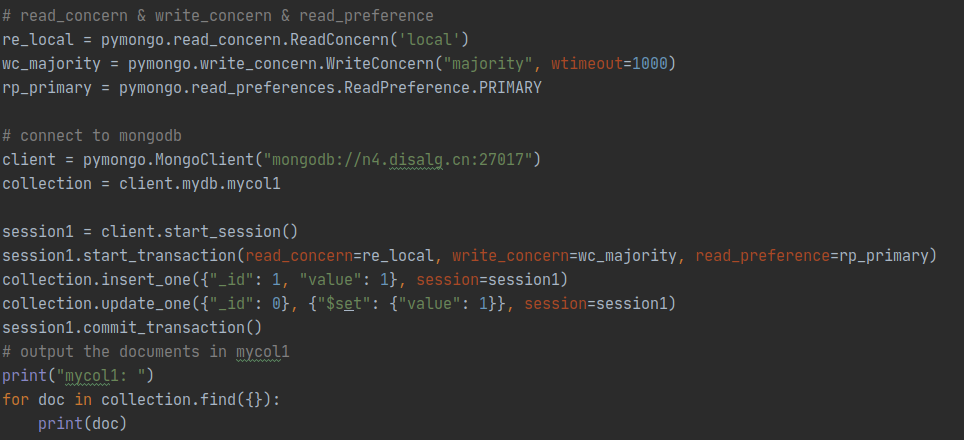 # read_concern & write_concern & read_preference
re_local = pymongo.read_concern.ReadConcern('local')
wc_majority = pymongo.write_concern.WriteConcern("majority", wtimeout=1000)
rp_primary = pymongo.read_preferences.ReadPreference.PRIMARY
# connect to mongodb
client = pymongo.MongoClient("mongodb://n4.disalg.cn:27017")
collection = client.mydb.mycol1
session1 = client.start_session()
session1.start_transaction(read_concern=re_local, write_concern=wc_majority, read_preference=rp_primary)
collection.insert_one({"_id": 1, "value": 1}, session=session1)
collection.update_one({"_id": 0}, {"$set": {"value": 1}}, session=session1)
session1.commit_transaction()
# output the documents in mycol1
print("mycol1: ")
for doc in collection.find({}):
    print(doc)